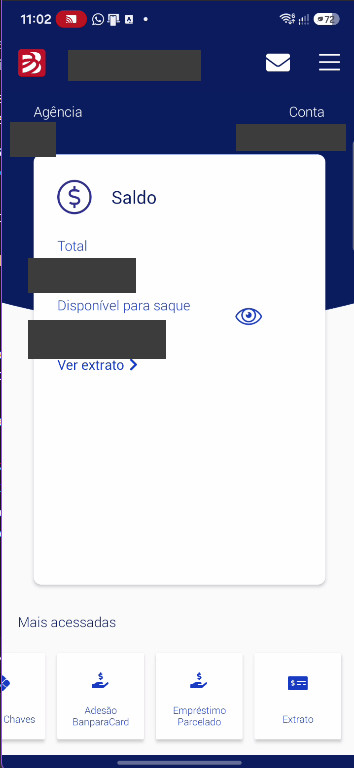 11:02
72
Agência
Conta
Saldo
Total
Disponível para saque
Ver extrato
Mais acessadas
Chaves
Adesão
BanparaCard
Empréstimo
Parcelado
Extrato